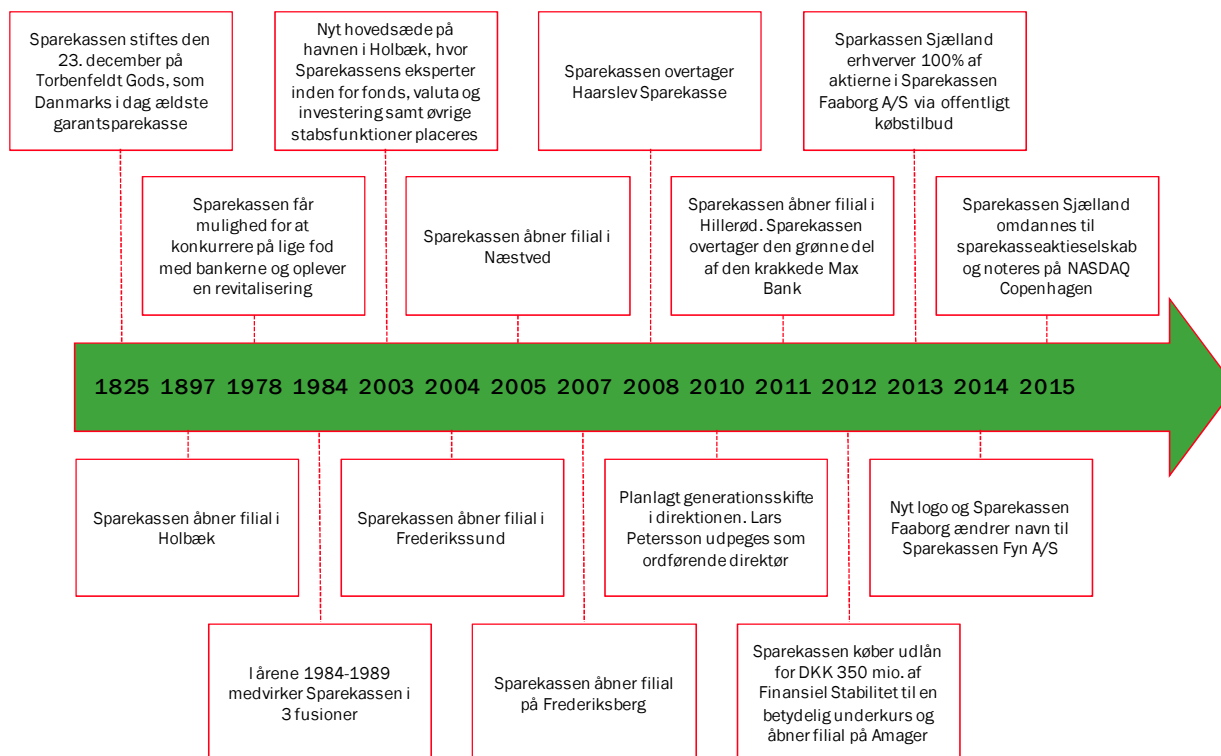 Sparekassen stiftes den
23. december på
Torbenfeldt Gods, som
Danmarks i dag ældste
garantsparekasse
Nyt hovedsæde på
havnen i Holbæk, hvor
Sparekassens eksperter
inden for fonds, valuta og
investering samt øvrige
stabsfunktioner placeres
Sparekassen overtager
Haarslev Sparekasse
Sparkassen Sjælland
erhverver 100% af
aktierne i Sparekassen
Faaborg A/S via offentligt
købstilbud
Sparekassen får
mulighed for at
konkurrere på lige fod
med bankerne og oplever
en revitalisering
Sparekassen åbner filial i
Næstved
Sparekassen åbner filial i
Hillerød. Sparekassen
overtager den grønne del
af den krakkede Max
Bank
Sparekassen Sjælland
omdannes til
sparekasseaktieselskab
og noteres på NASDAQ
Copenhagen
1825 1897 1978 1984 2003 2004 2005 2007 2008 2010 2011 2012 2013 2014 2015
Sparekassen åbner filial i
Holbæk
Sparekassen åbner filial i
Frederikssund
Planlagt generationsskifte
i direktionen. Lars
Petersson udpeges som
ordførende direktør
Nyt logo og Sparekassen
Faaborg ændrer navn til
Sparekassen Fyn A/S
I årene 1984-1989
medvirker Sparekassen i
3 fusioner
Sparekassen åbner filial
på Frederiksberg
Sparekassen køber udlån
for DKK 350 mio. af
Finansiel Stabilitet til en
betydelig underkurs og
åbner filial på Amager